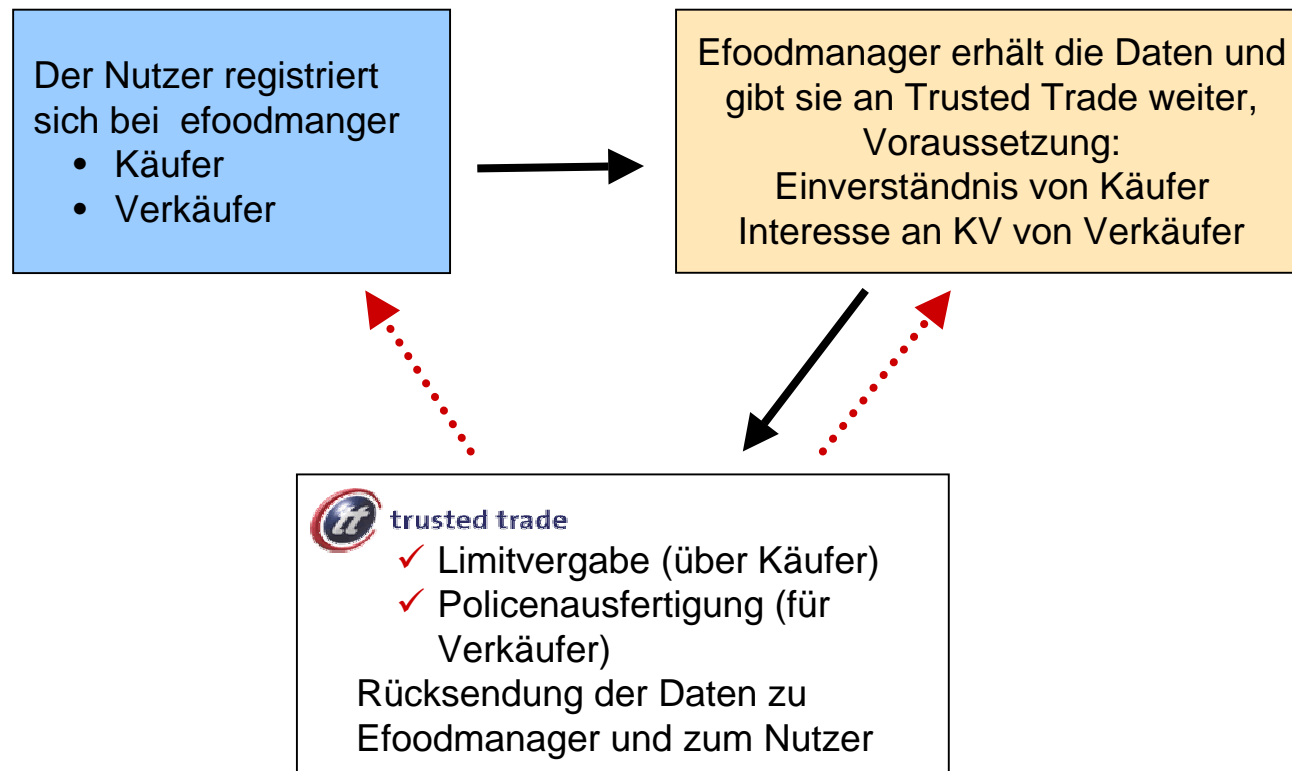 Der Nutzer registriert
sich bei efoodmanger
• Käufer
• Verkäufer
Efoodmanager erhält die Daten und
gibt sie an Trusted Trade weiter,
Voraussetzung:
Einverständnis von Käufer
Interesse an KV von Verkäufer
tt trusted trade
✓ Limitvergabe (über Käufer)
✓ Policenausfertigung (für
Verkäufer)
Rücksendung der Daten zu
Efoodmanager und zum Nutzer